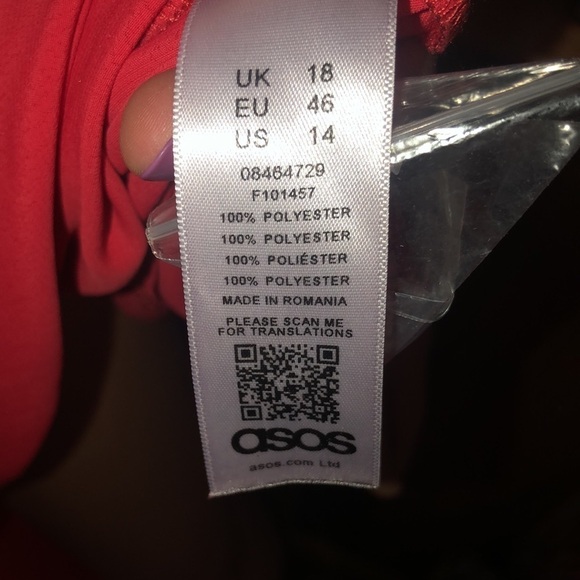 UK 18
EU 46
US 14
08464729
F101457
100% POLYESTER
100% POLYESTER
100% POLIÉSTER
100% POLYESTER
MADE IN ROMANIA
PLEASE SCAN ME
FOR TRANSLATIONS
asos
asos.com Ltd